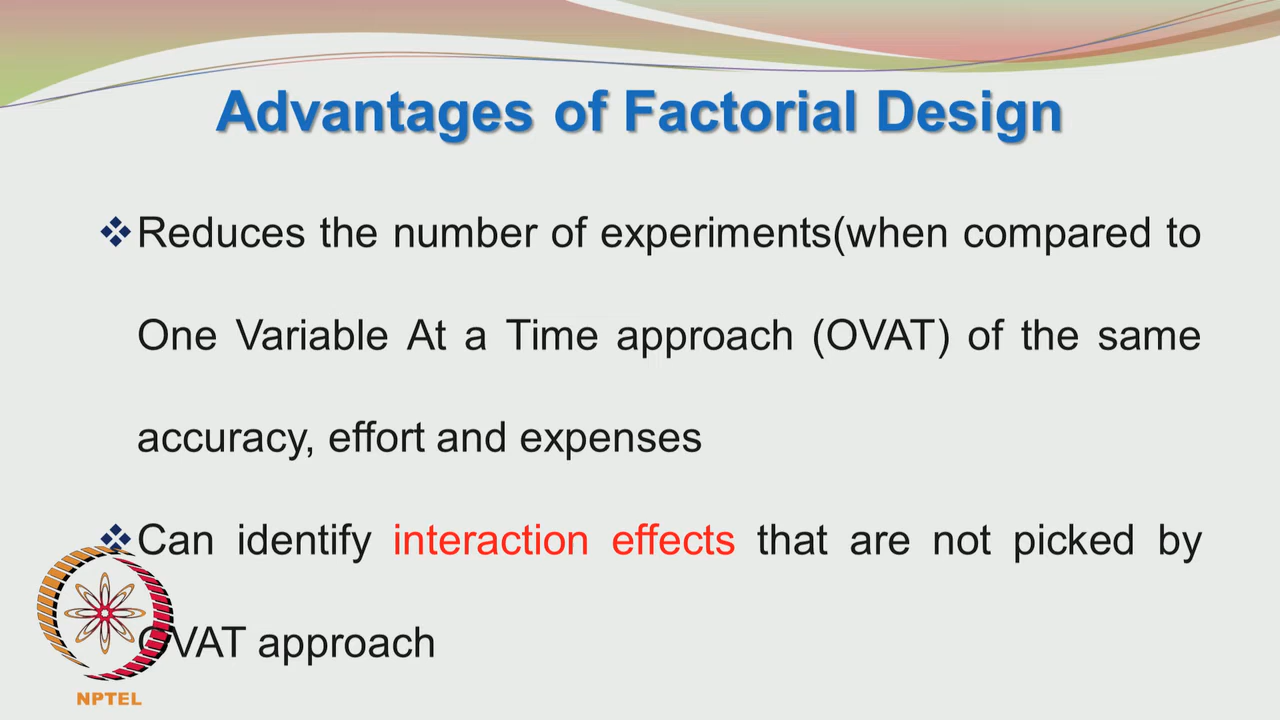 Advantages of Factorial Design
Reduces the number of experiments(when compared to
One Variable At a Time approach (OVAT) of the same
accuracy, effort and expenses
Can identify interaction effects that are not picked by
OVAT approach
NPTEL